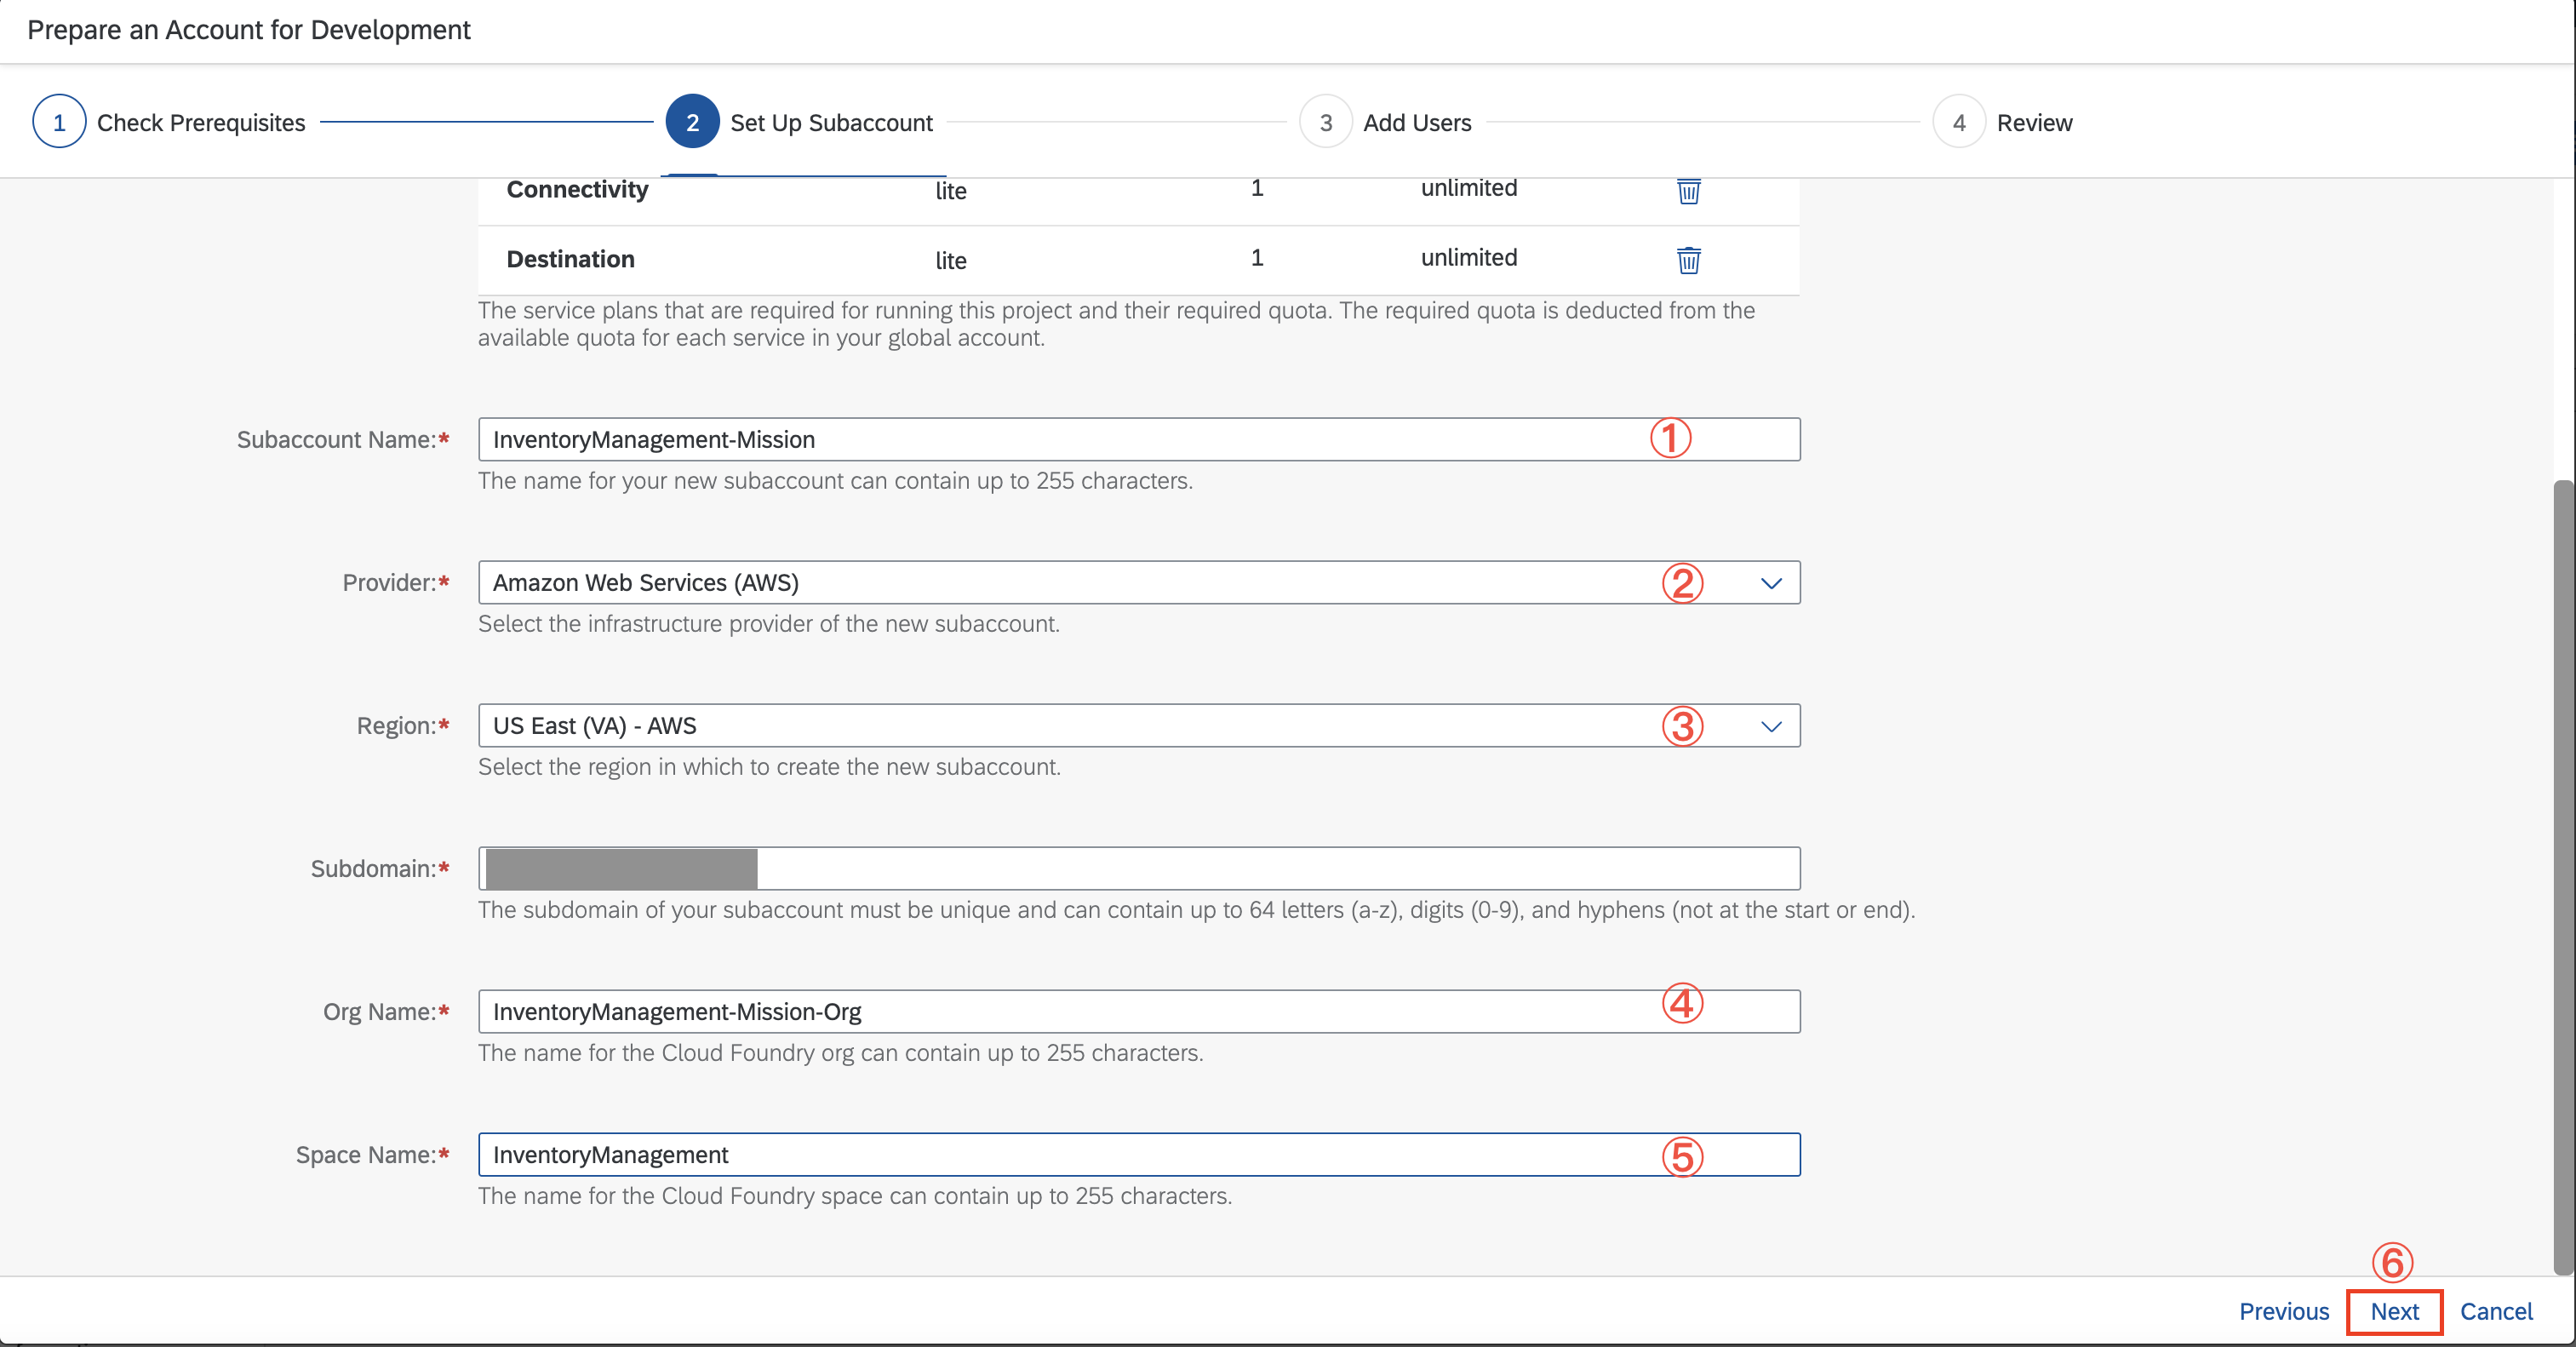 Prepare an Account for Development
1 Check Prerequisites 2 Set Up Subaccount 3 Add Users 4 Review
Connectivity lite 1 unlimited
Destination lite 1 unlimited
The service plans that are required for running this project and their required quota. The required quota is deducted from the
available quota for each service in your global account.
Subaccount Name:* InventoryManagement-Mission ①
The name for your new subaccount can contain up to 255 characters.
Provider:* Amazon Web Services (AWS) ②
Select the infrastructure provider of the new subaccount.
Region:* US East (VA) - AWS ③
Select the region in which to create the new subaccount.
Subdomain:*
The subdomain of your subaccount must be unique and can contain up to 64 letters (a-z), digits (0-9), and hyphens (not at the start or end).
Org Name:* InventoryManagement-Mission-Org ④
The name for the Cloud Foundry org can contain up to 255 characters.
Space Name:* InventoryManagement ⑤
The name for the Cloud Foundry space can contain up to 255 characters.
⑥
Previous Next Cancel